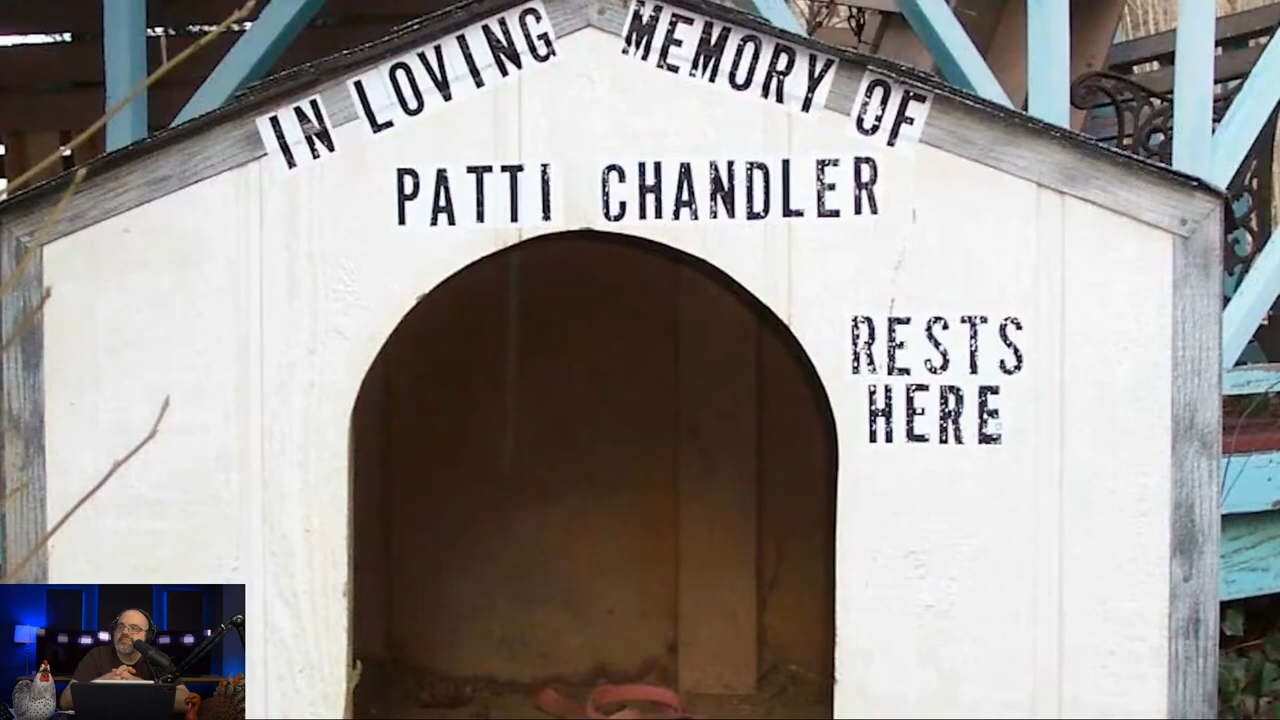 IN LOVING MEMORY OF
PATTI CHANDLER
RESTS
HERE